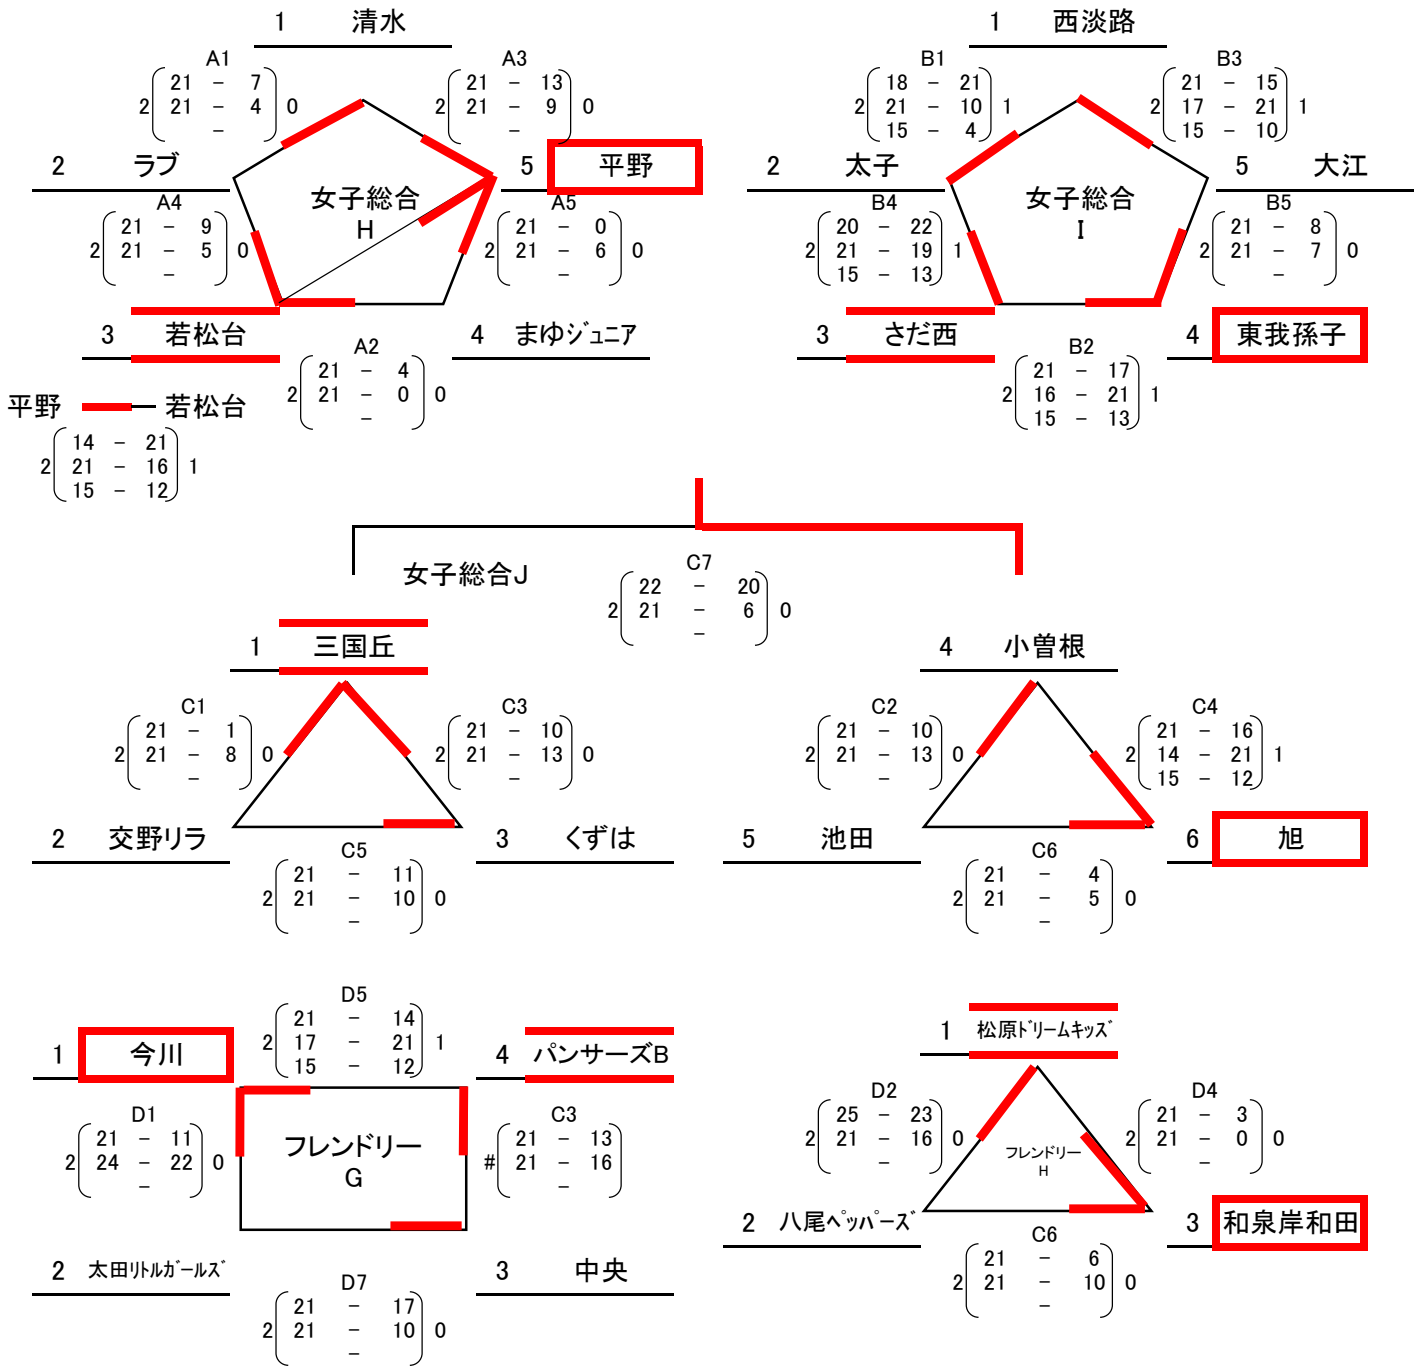 1 清水
A1
21 - 7
2 21 - 4 0
-
A3
21 - 13
2 21 - 9 0
-
2 ラブ
女子総合
H
5 平野
A4
21 - 9
2 21 - 5 0
-
A5
21 - 0
2 21 - 6 0
-
3 若松台
A2
21 - 4
2 21 - 0 0
-
4 まゆジュニア
平野 若松台
14 - 21
2 21 - 16 1
15 - 12
1 西淡路
B1
18 - 21
2 21 - 10 1
15 - 4
B3
21 - 15
2 17 - 21 1
15 - 10
2 太子
女子総合
I
5 大江
B4
20 - 22
2 21 - 19 1
15 - 13
B5
21 - 8
2 21 - 7 0
-
3 さだ西
B2
21 - 17
2 16 - 21 1
15 - 13
4 東我孫子
女子総合J
C7
22 - 20
2 21 - 6 0
-
1 三国丘
C1
21 - 1
2 21 - 8 0
-
C3
21 - 10
2 21 - 13 0
-
2 交野リラ
C5
21 - 11
2 21 - 10 0
-
3 くずは
4 小曽根
C2
21 - 10
2 21 - 13 0
-
C4
21 - 16
2 14 - 21 1
15 - 12
5 池田
C6
21 - 4
2 21 - 5 0
-
6 旭
1 今川
D5
21 - 14
2 17 - 21 1
15 - 12
4 パンサーズB
D1
21 - 11
2 24 - 22 0
-
フレンドリー
G
C3
21 - 13
# 21 - 16
-
2 太田リトルガールズ
D7
21 - 17
2 21 - 10 0
-
3 中央
1 松原ドリームキッズ
D2
25 - 23
2 21 - 16 0
-
フレンドリー
H
D4
21 - 3
2 21 - 0 0
-
2 八尾ペッパーズ
C6
21 - 6
2 21 - 10 0
-
3 和泉岸和田